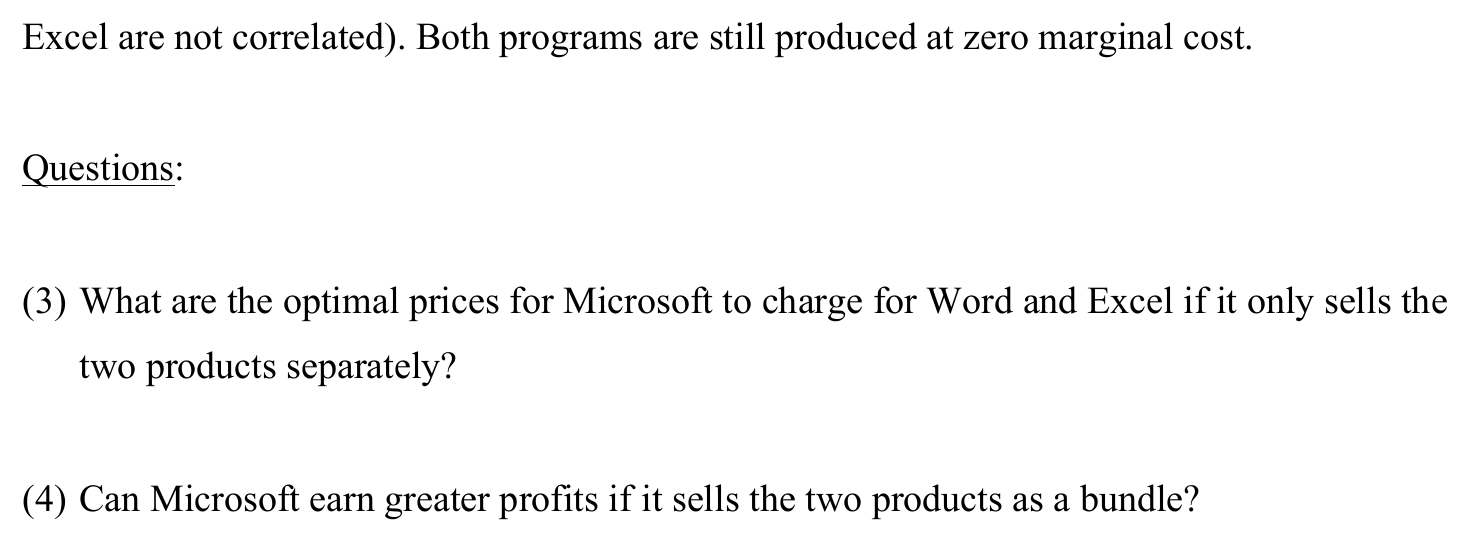 Excel are not correlated). Both programs are still produced at zero marginal cost.
Questions:
(3) What are the optimal prices for Microsoft to charge for Word and Excel if it only sells the
two products separately?
(4) Can Microsoft earn greater profits if it sells the two products as a bundle?